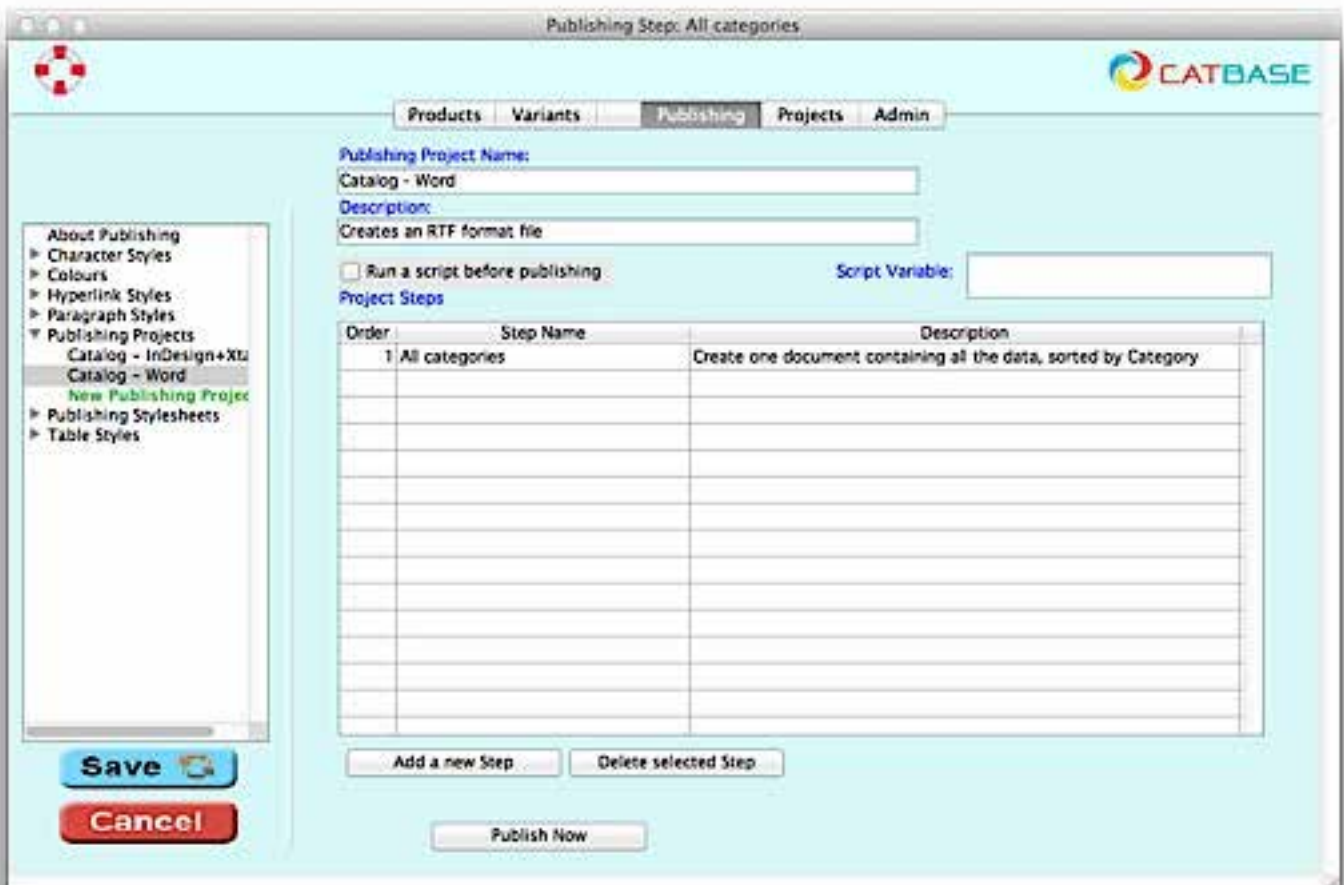 Publishing Step: All categories
CATBASE
Products Variants Publishing Projects Admin
Publishing Project Name:
Catalog - Word
Description:
Creates an RTF format file
Run a script before publishing
Script Variable:
Project Steps
Order Step Name Description
1 All categories Create one document containing all the data, sorted by Category
About Publishing
Character Styles
Colours
Hyperlink Styles
Paragraph Styles
Publishing Projects
Catalog - InDesign+Xta
Catalog - Word
New Publishing Projec
Publishing Stylesheets
Table Styles
Save
Cancel
Add a new Step
Delete selected Step
Publish Now